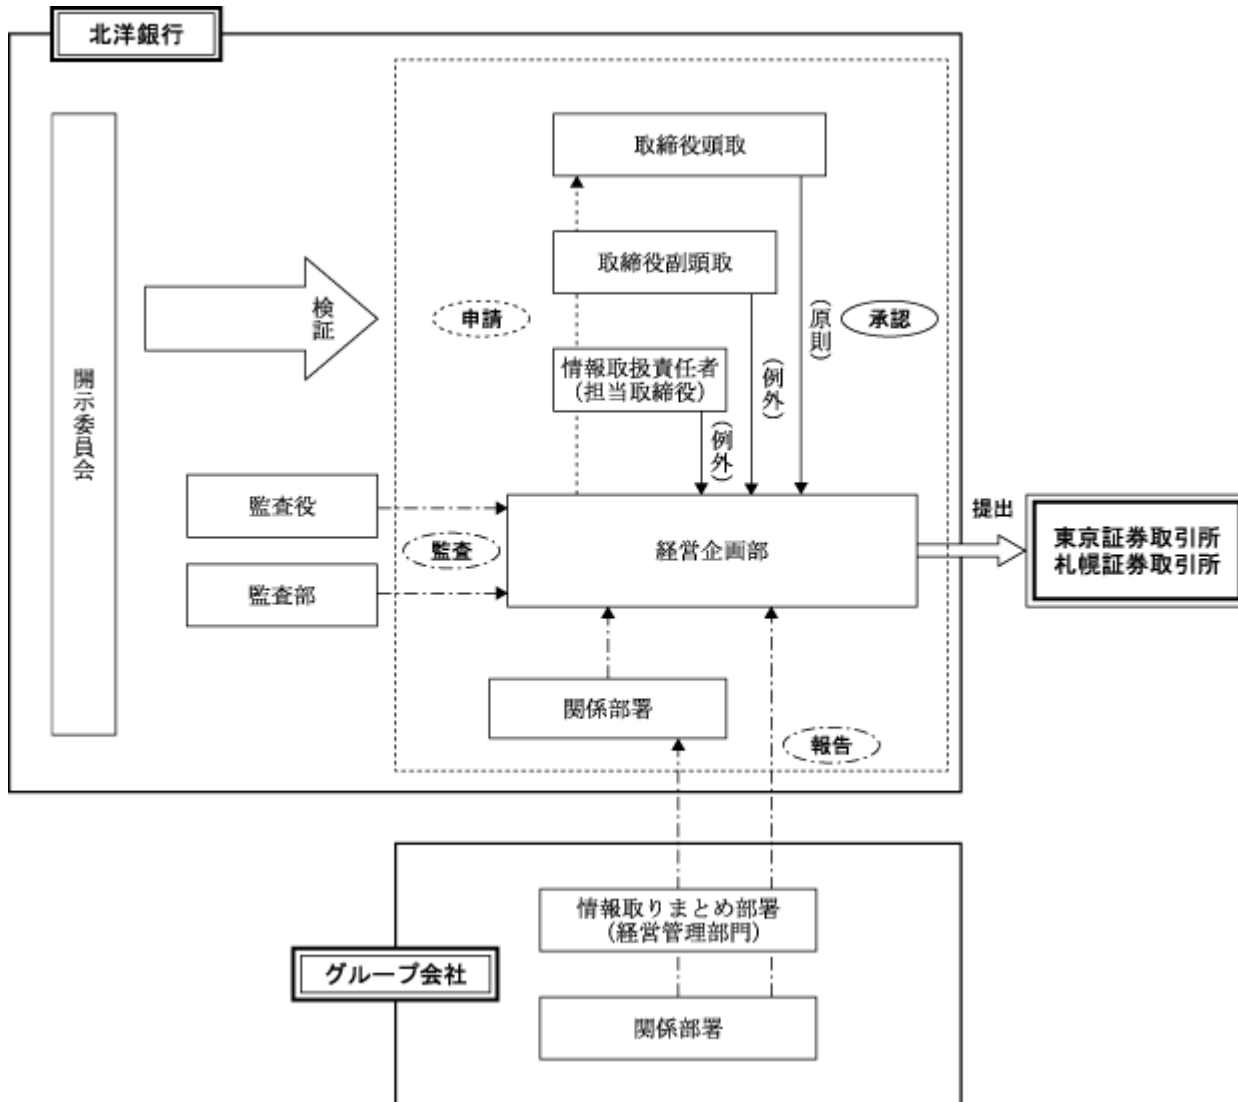 北洋銀行
取締役頭取
取締役副頭取
検証
申請
(原則)
承認
情報取扱責任者
(担当取締役)
(例外)
(例外)
開示委員会
監査役
監査
監査部
経営企画部
提出
東京証券取引所
札幌証券取引所
関係部署
報告
情報取りまとめ部署
(経営管理部門)
グループ会社
関係部署